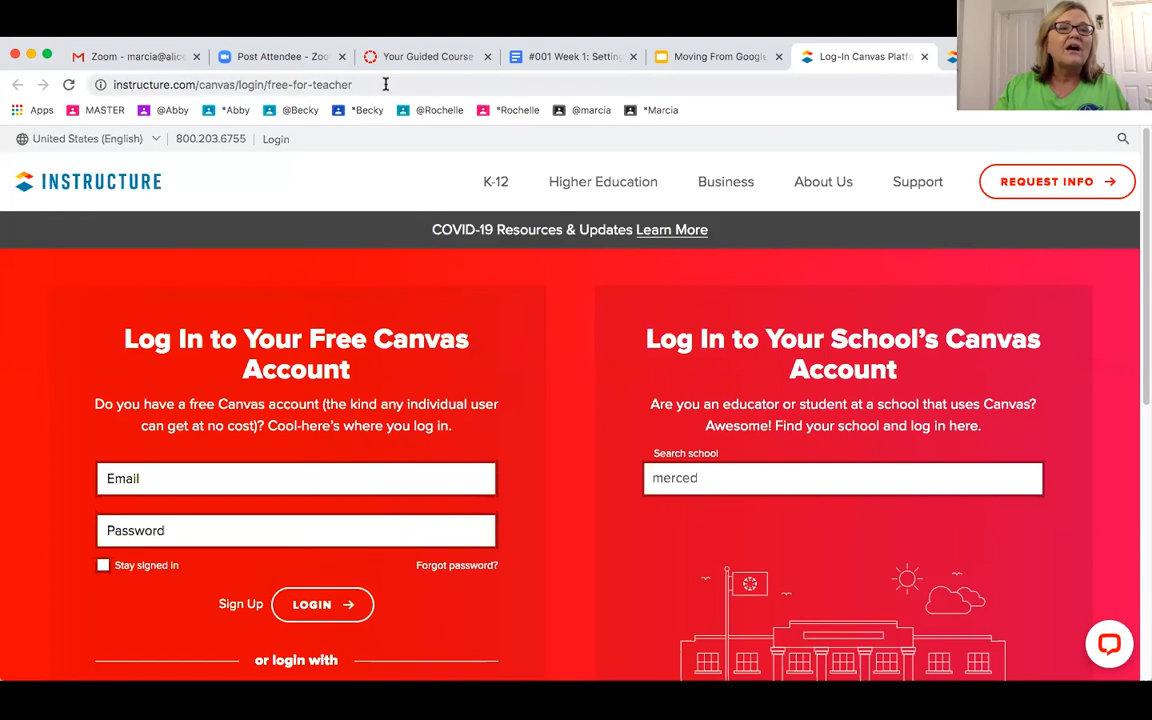 Zoom - marcia@alice
Post Attendee - Zoo
Your Guided Course
#001 Week 1: Setting
Moving From Google
Log-In Canvas Platfo
instructure.com/canvas/login/free-for-teacher
Apps MASTER @Abby *Abby @Becky *Becky @Rochelle *Rochelle @marcia *Marcia
United States (English) 800.203.6755 Login
INSTRUCTURE
K-12 Higher Education Business About Us Support REQUEST INFO
COVID-19 Resources & Updates Learn More
Log In to Your Free Canvas
Account
Do you have a free Canvas account (the kind any individual user
can get at no cost)? Cool-here's where you log in.
Email
Password
Stay signed in Forgot password?
Sign Up LOGIN
or login with
Log In to Your School's Canvas
Account
Are you an educator or student at a school that uses Canvas?
Awesome! Find your school and log in here.
Search school
merced